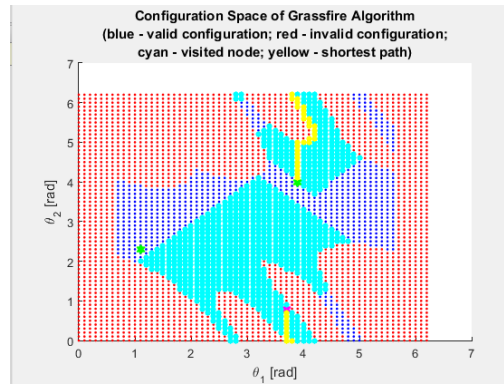 Configuration Space of Grassfire Algorithm
(blue - valid configuration; red - invalid configuration;
cyan - visited node; yellow - shortest path)
7
6
5
4
3
2
1
0
θ₂ [rad]
0 1 2 3 4 5 6 7
θ₁ [rad]